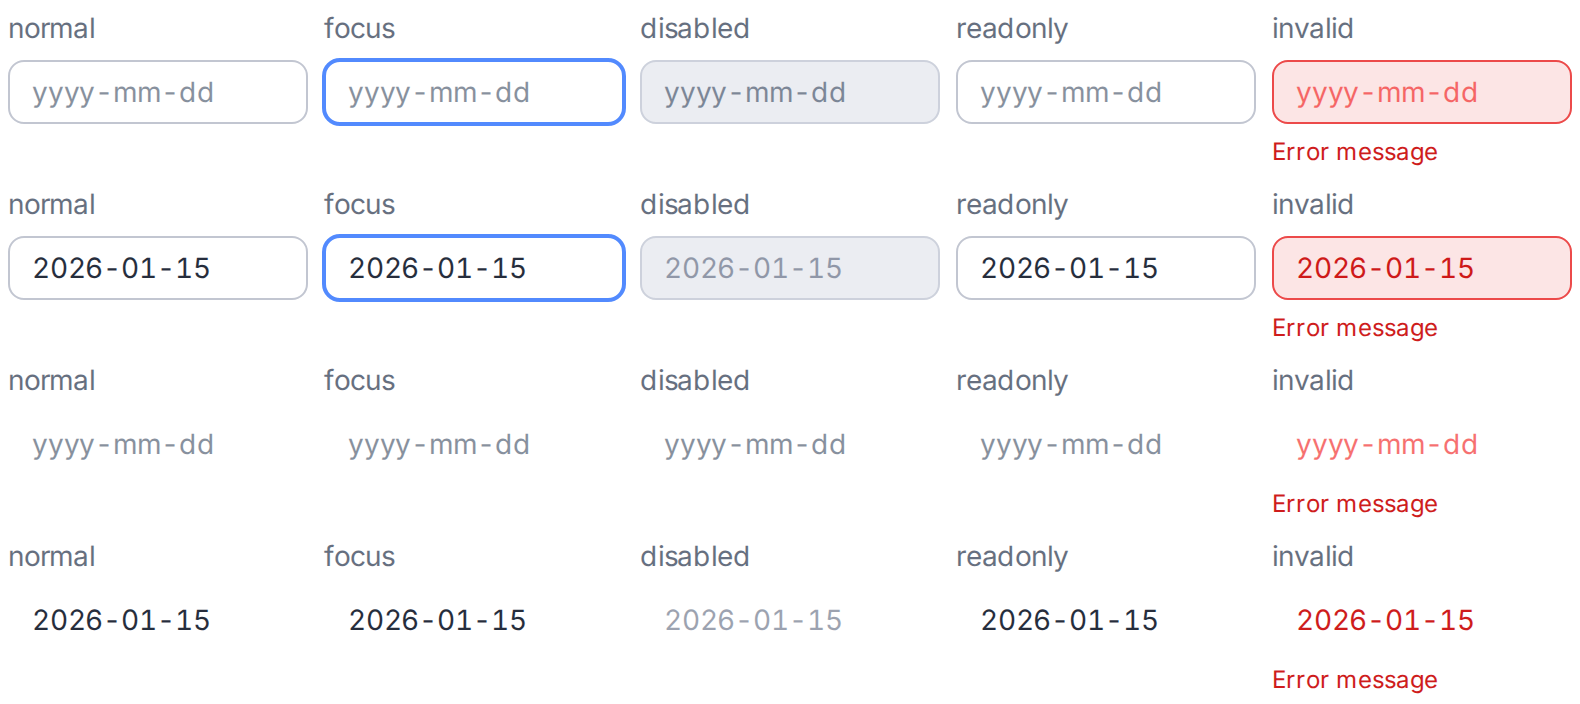 normal focus disabled readonly invalid
yyyy-mm-dd yyyy-mm-dd yyyy-mm-dd yyyy-mm-dd yyyy-mm-dd
Error message
normal focus disabled readonly invalid
2026-01-15 2026-01-15 2026-01-15 2026-01-15 2026-01-15
Error message
normal focus disabled readonly invalid
yyyy-mm-dd yyyy-mm-dd yyyy-mm-dd yyyy-mm-dd yyyy-mm-dd
Error message
normal focus disabled readonly invalid
2026-01-15 2026-01-15 2026-01-15 2026-01-15 2026-01-15
Error message